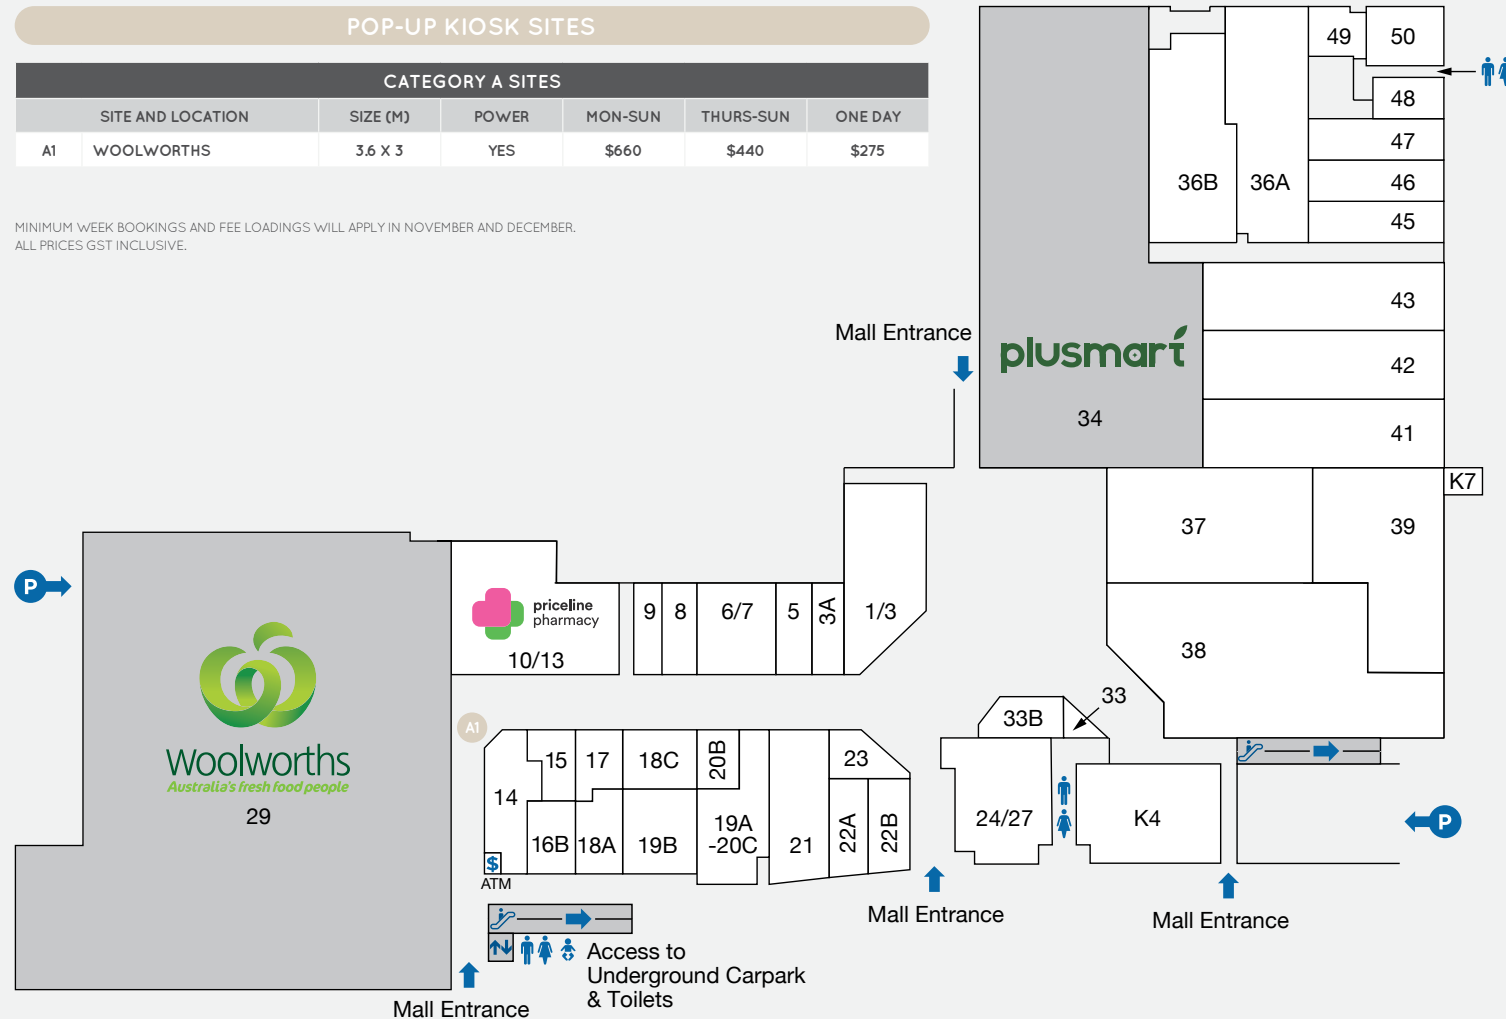 POP-UP KIOSK SITES
CATEGORY A SITES
SITE AND LOCATION SIZE (M) POWER MON-SUN THURS-SUN ONE DAY
A1 WOOLWORTHS 3.6 X 3 YES $660 $440 $275
MINIMUM WEEK BOOKINGS AND FEE LOADINGS WILL APPLY IN NOVEMBER AND DECEMBER.
ALL PRICES GST INCLUSIVE.
49 50
48
47
36B 36A 46
45
43
Mall Entrance
plusmart
42
34
41
K7
37 39
P
priceline
pharmacy
9 8 6/7 5 3A 1/3
10/13
38
33
33B
A1
Woolworths
Australia's fresh food people
29
15 17 18C 20B 23
14
16B 18A 19B 19A
-20C 21 22A 22B
24/27 K4
P
$
ATM
Mall Entrance
Mall Entrance
Access to
Underground Carpark
& Toilets
Mall Entrance